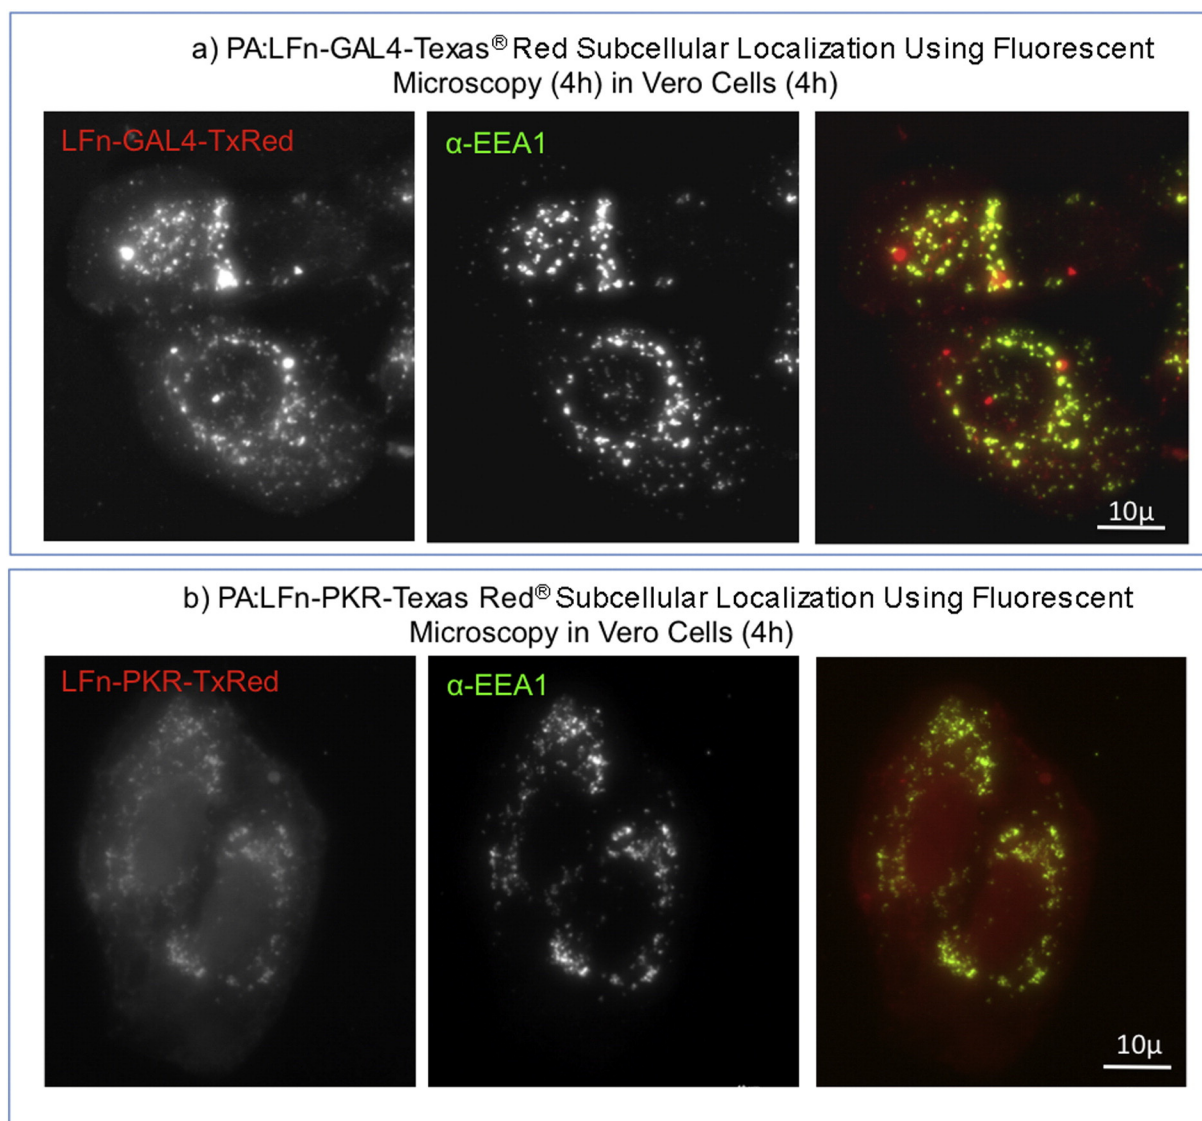 a) PA:LFn-GAL4-Texas® Red Subcellular Localization Using Fluorescent
Microscopy (4h) in Vero Cells (4h)
LFn-GAL4-TxRed
α-EEA1
10μ
b) PA:LFn-PKR-Texas Red® Subcellular Localization Using Fluorescent
Microscopy in Vero Cells (4h)
LFn-PKR-TxRed
α-EEA1
10μ